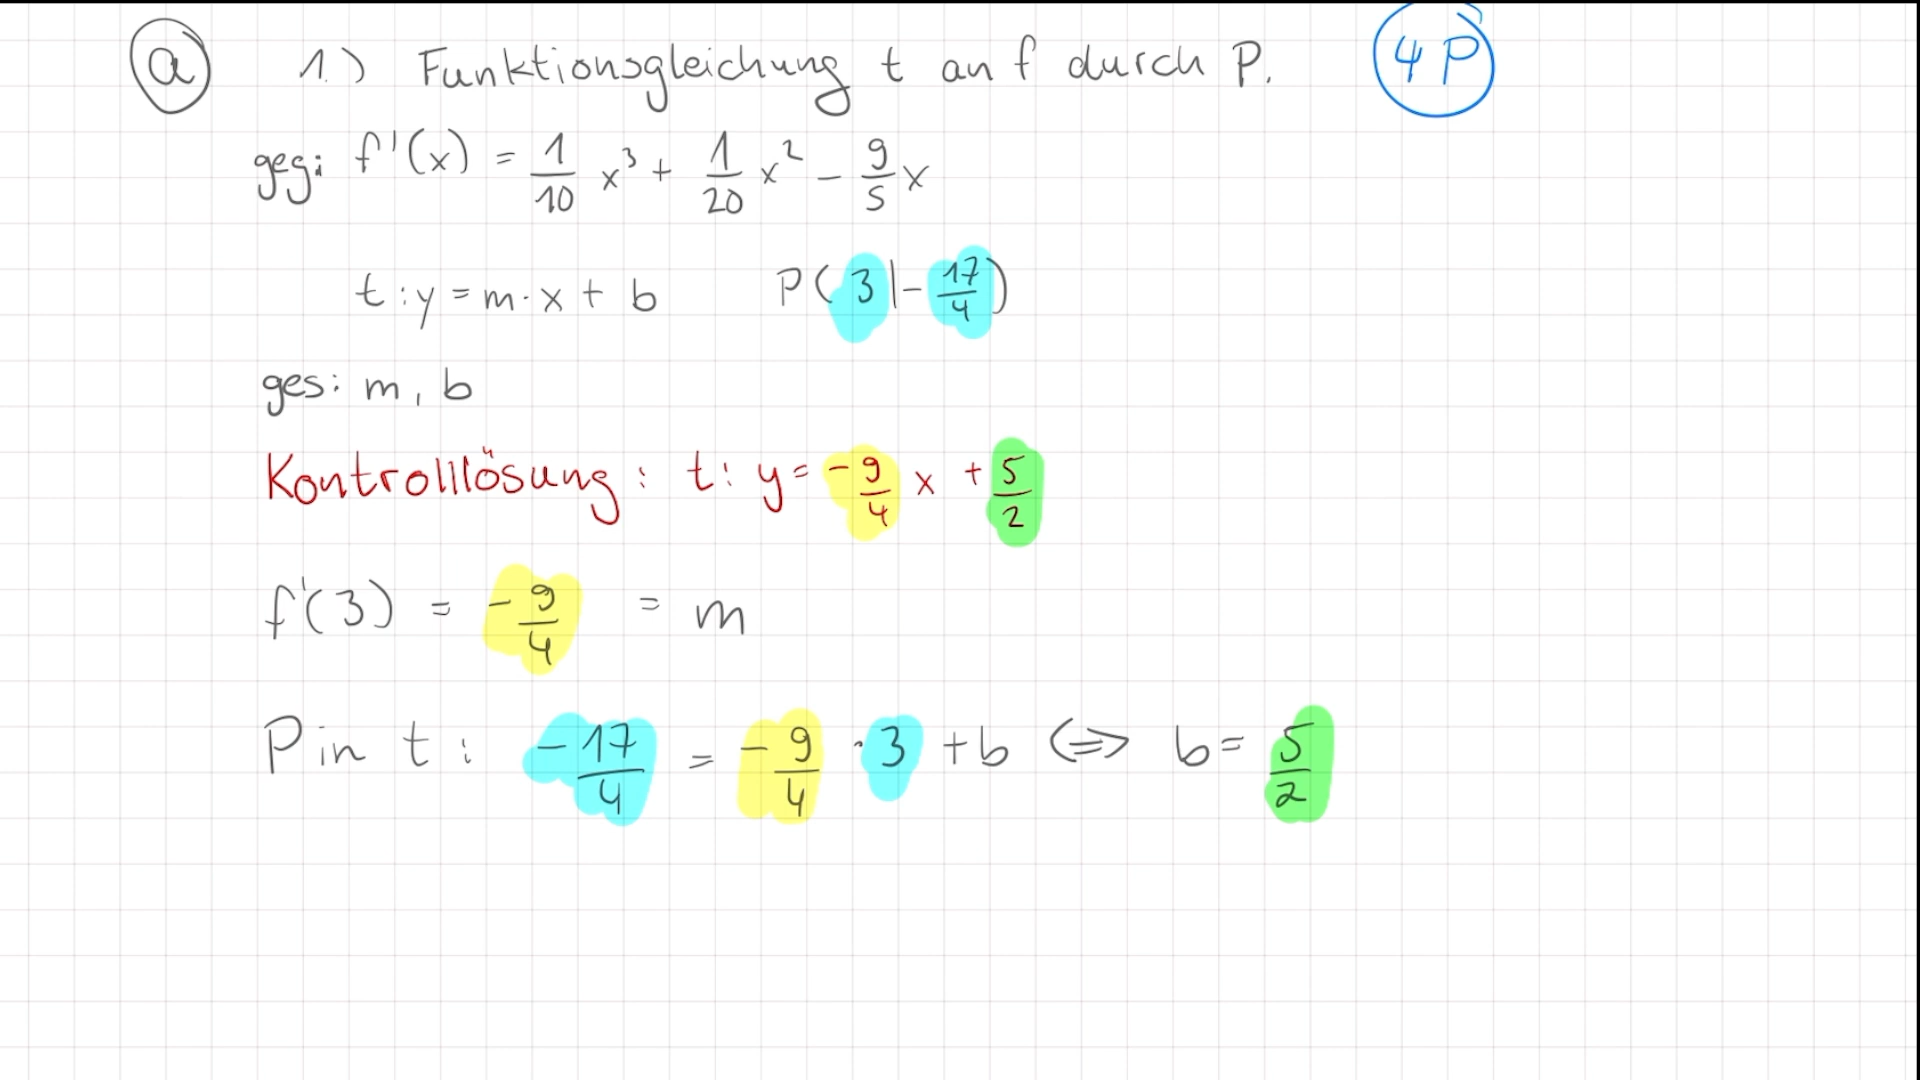 a 1.) Funktionsgleichung t an f durch P. 4 P
geg: f'(x) = 1/10 x³ + 1/20 x² - 9/5 x
t: y = m · x + b P(3|-17/4)
ges: m, b
Kontrolllösung: t: y = -9/4 x + 5/2
f'(3) = -9/4 = m
P in t: -17/4 = -9/4 · 3 + b <=> b = 5/2